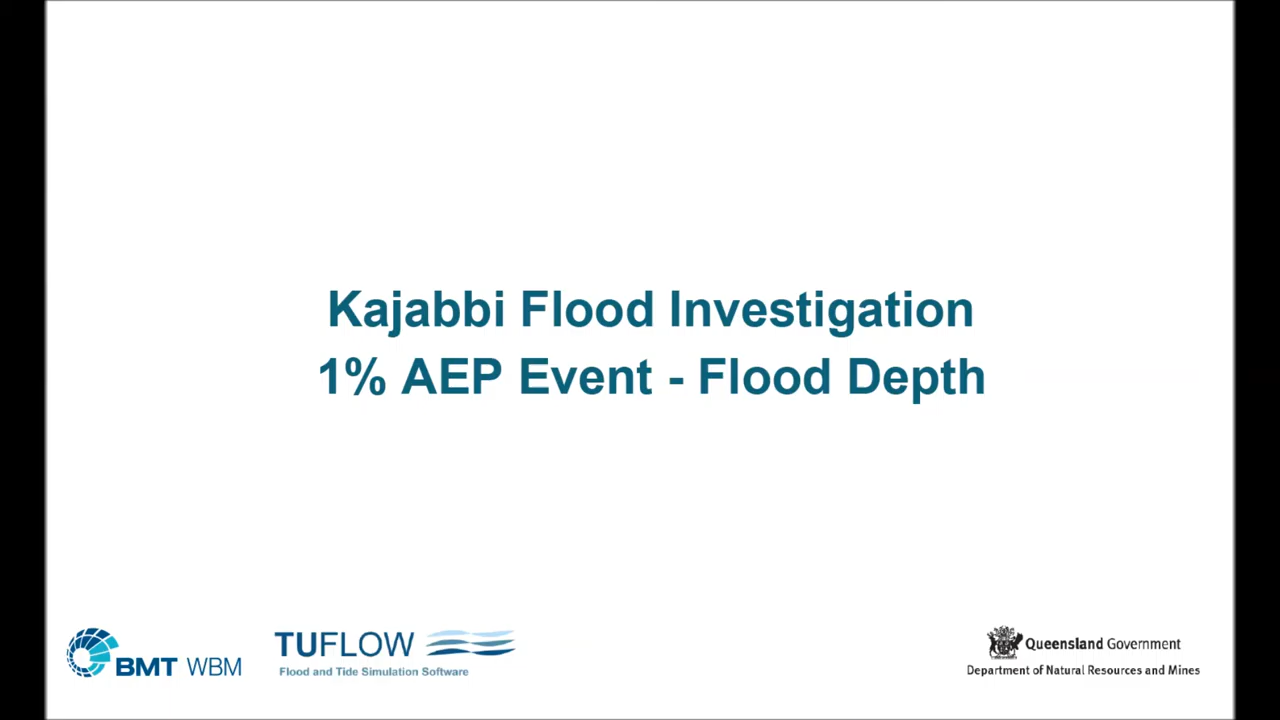 Kajabbi Flood Investigation
1% AEP Event - Flood Depth
BMT WBM
TUFLOW
Flood and Tide Simulation Software
Queensland Government
Department of Natural Resources and Mines